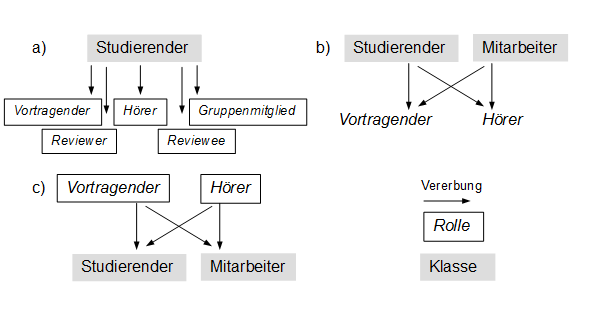 a) Studierender
Vortragender Hörer Gruppenmitglied
Reviewer Reviewee
b) Studierender Mitarbeiter
Vortragender Hörer
c) Vortragender Hörer
Studierender Mitarbeiter
Vererbung
Rolle
Klasse